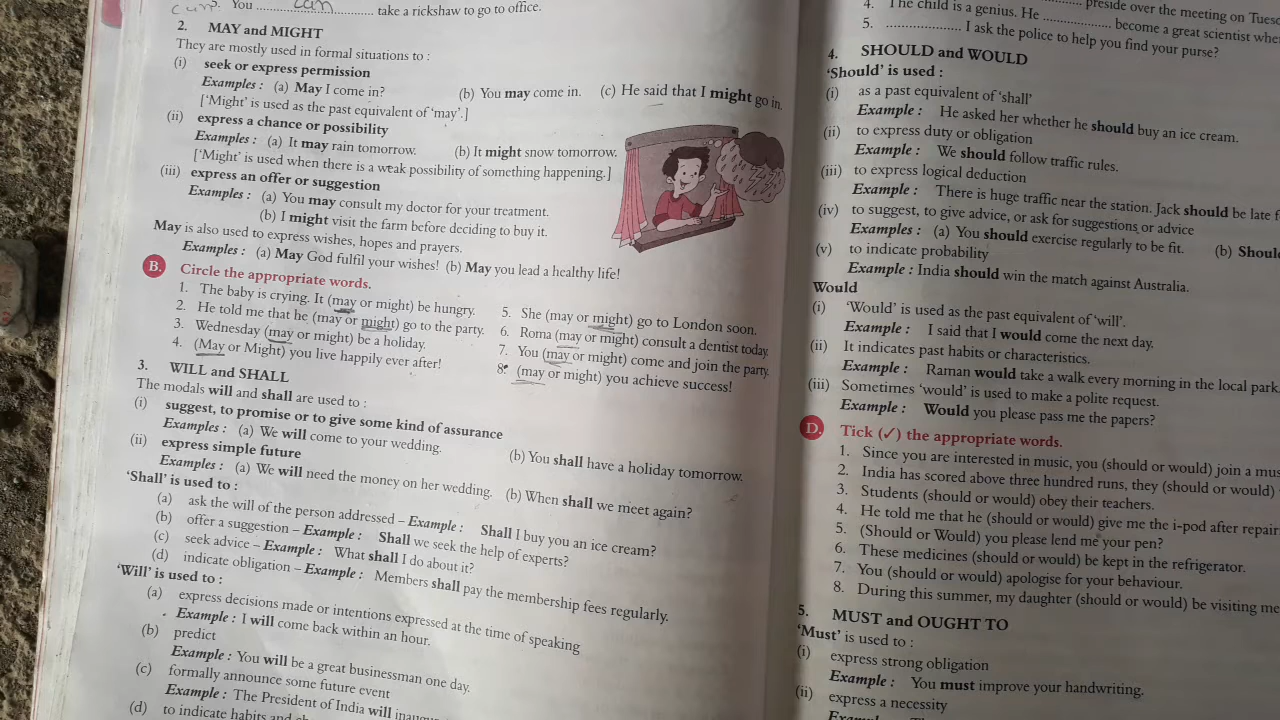 can
5. You ......can...... take a rickshaw to go to office.
2. MAY and MIGHT
They are mostly used in formal situations to :
(i) seek or express permission
Examples : (a) May I come in? (b) You may come in. (c) He said that I might go in.
['Might' is used as the past equivalent of 'may'.]
(ii) express a chance or possibility
Examples : (a) It may rain tomorrow. (b) It might snow tomorrow.
['Might' is used when there is a weak possibility of something happening.]
(iii) express an offer or suggestion
Examples : (a) You may consult my doctor for your treatment.
(b) I might visit the farm before deciding to buy it.
May is also used to express wishes, hopes and prayers.
Examples : (a) May God fulfil your wishes! (b) May you lead a healthy life!
B. Circle the appropriate words.
1. The baby is crying. It (may or might) be hungry.
2. He told me that he (may or might) go to the party.
3. Wednesday (may or might) be a holiday.
4. (May or Might) you live happily ever after!
5. She (may or might) go to London soon.
6. Roma (may or might) consult a dentist today.
7. You (may or might) come and join the party.
8. (may or might) you achieve success!
3. WILL and SHALL
The modals will and shall are used to :
(i) suggest, to promise or to give some kind of assurance
Examples : (a) We will come to your wedding. (b) You shall have a holiday tomorrow.
(ii) express simple future
Examples : (a) We will need the money on her wedding. (b) When shall we meet again?
'Shall' is used to :
(a) ask the will of the person addressed – Example : Shall I buy you an ice cream?
(b) offer a suggestion – Example : Shall we seek the help of experts?
(c) seek advice – Example : What shall I do about it?
(d) indicate obligation – Example : Members shall pay the membership fees regularly.
'Will' is used to :
(a) express decisions made or intentions expressed at the time of speaking
Example : I will come back within an hour.
(b) predict
Example : You will be a great businessman one day.
(c) formally announce some future event
Example : The President of India will
(d) to indicate habits and
preside over the meeting on
4. The child is a genius. He .................. become a great scientist
5. .................. I ask the police to help you find your purse?
4. SHOULD and WOULD
'Should' is used :
(i) as a past equivalent of 'shall'
Example : He asked her whether he should buy an ice cream.
(ii) to express duty or obligation
Example : We should follow traffic rules.
(iii) to express logical deduction
Example : There is huge traffic near the station. Jack should be late
(iv) to suggest, to give advice, or ask for suggestions or advice
Examples : (a) You should exercise regularly to be fit. (b)
(v) to indicate probability
Example : India should win the match against Australia.
Would
(i) 'Would' is used as the past equivalent of 'will'.
Example : I said that I would come the next day.
(ii) It indicates past habits or characteristics.
Example : Raman would take a walk every morning in the local park.
(iii) Sometimes 'would' is used to make a polite request.
Example : Would you please pass me the papers?
D. Tick (✓) the appropriate words.
1. Since you are interested in music, you (should or would) join a
2. India has scored above three hundred runs, they (should or would)
3. Students (should or would) obey their teachers.
4. He told me that he (should or would) give me the i-pod after
5. (Should or Would) you please lend me your pen?
6. These medicines (should or would) be kept in the refrigerator.
7. You (should or would) apologise for your behaviour.
8. During this summer, my daughter (should or would) be visiting
5. MUST and OUGHT TO
'Must' is used to :
(i) express strong obligation
Example : You must improve your handwriting.
(ii) express a necessity